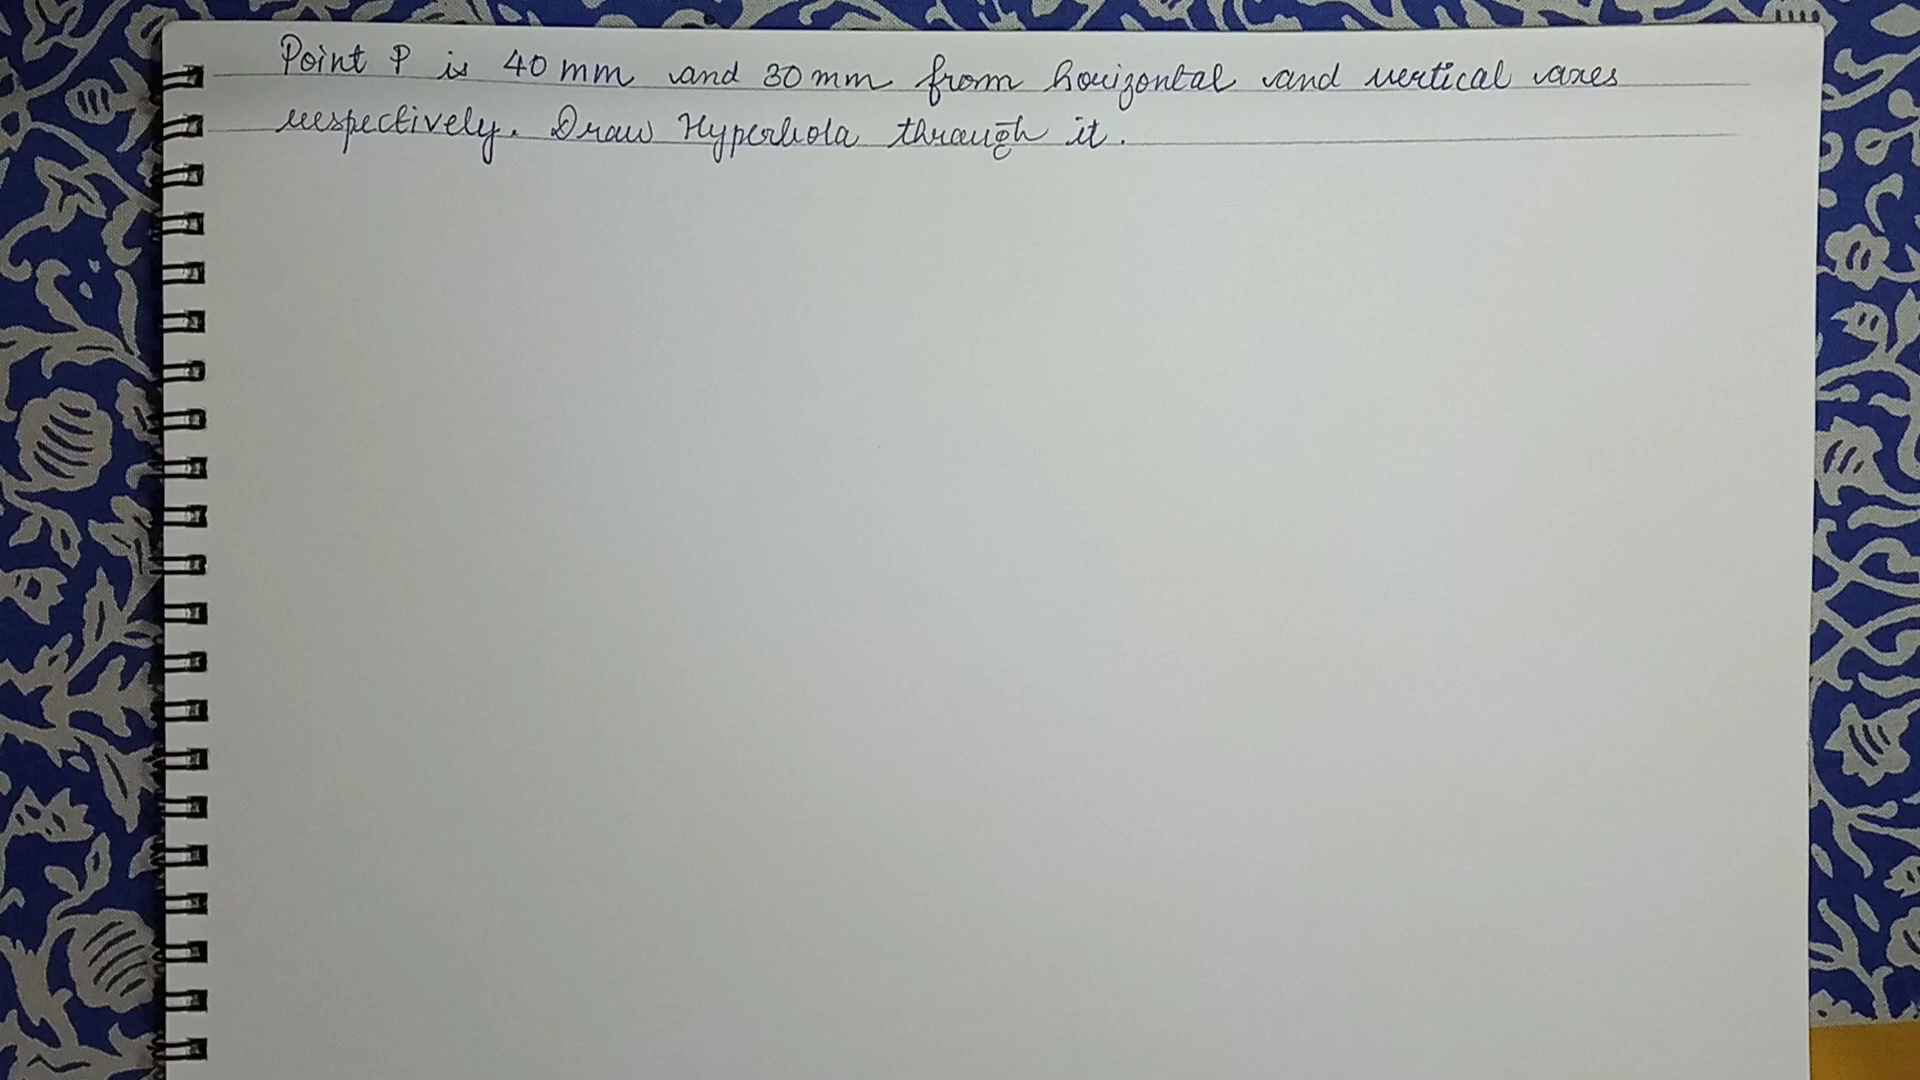 Point P is 40 mm and 30 mm from horizontal and vertical axes
respectively. Draw Hyperbola through it.